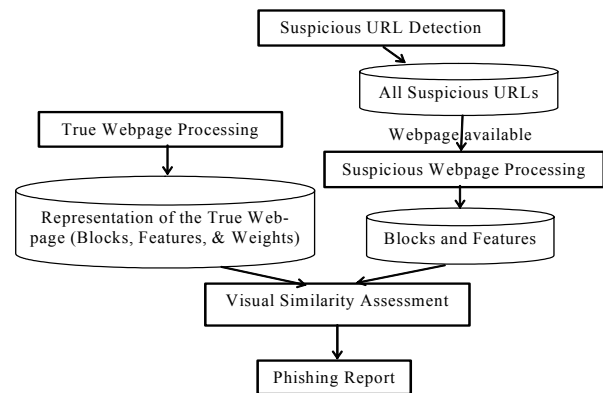 Suspicious URL Detection
All Suspicious URLs
Webpage available
True Webpage Processing
Suspicious Webpage Processing
Representation of the True Web-
page (Blocks, Features, & Weights)
Blocks and Features
Visual Similarity Assessment
Phishing Report